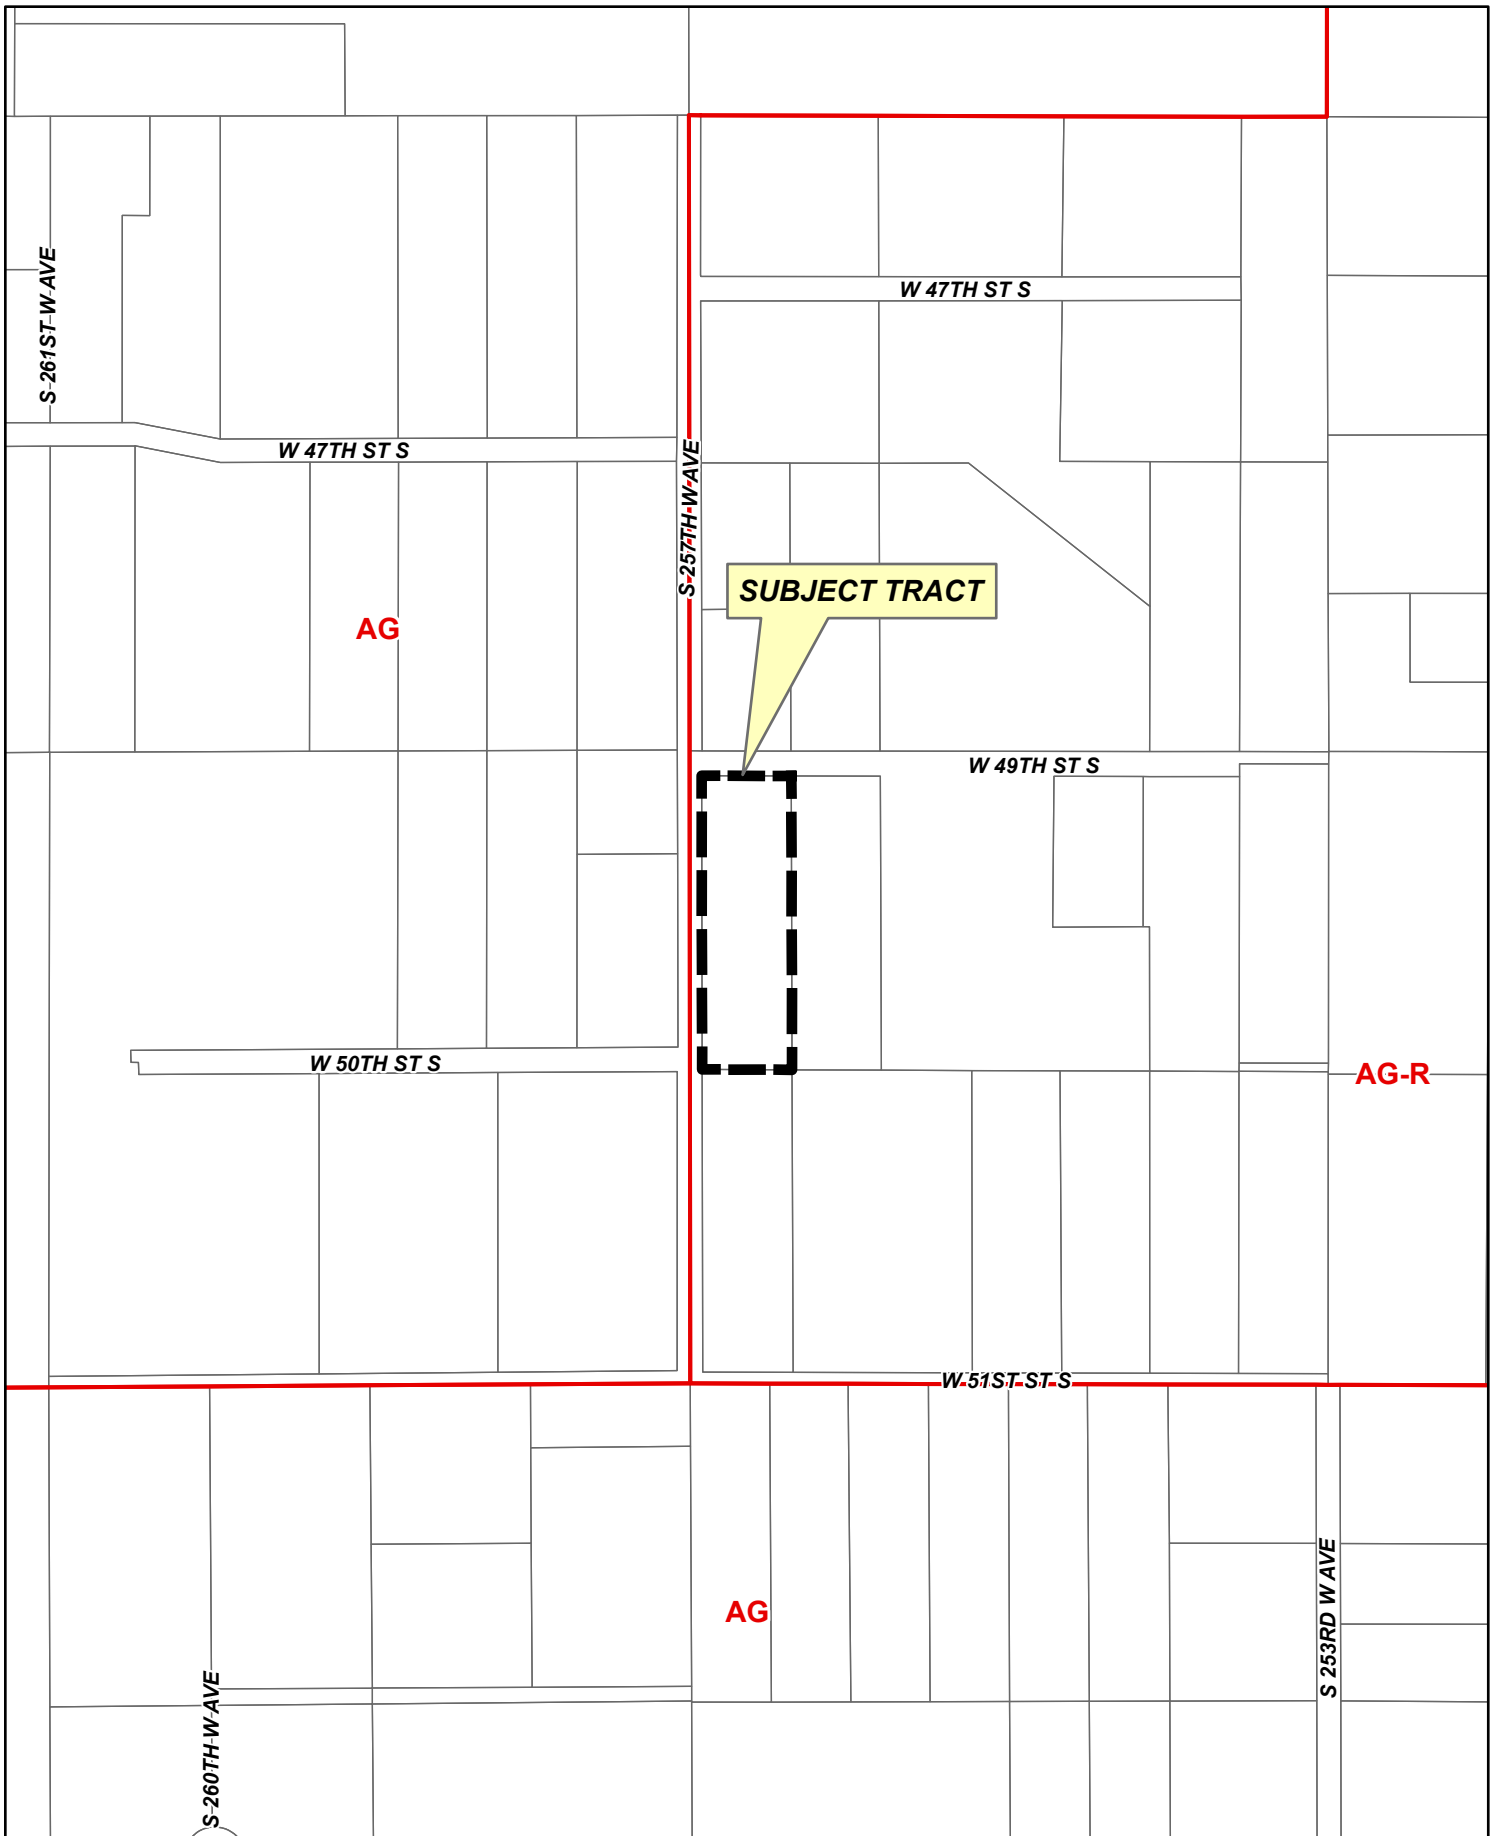 S 261ST W AVE
W 47TH ST S
W 47TH ST S
S 257TH W AVE
SUBJECT TRACT
AG
W 49TH ST S
W 50TH ST S
AG-R
W 51ST ST S
AG
S 253RD W AVE
S 260TH W AVE